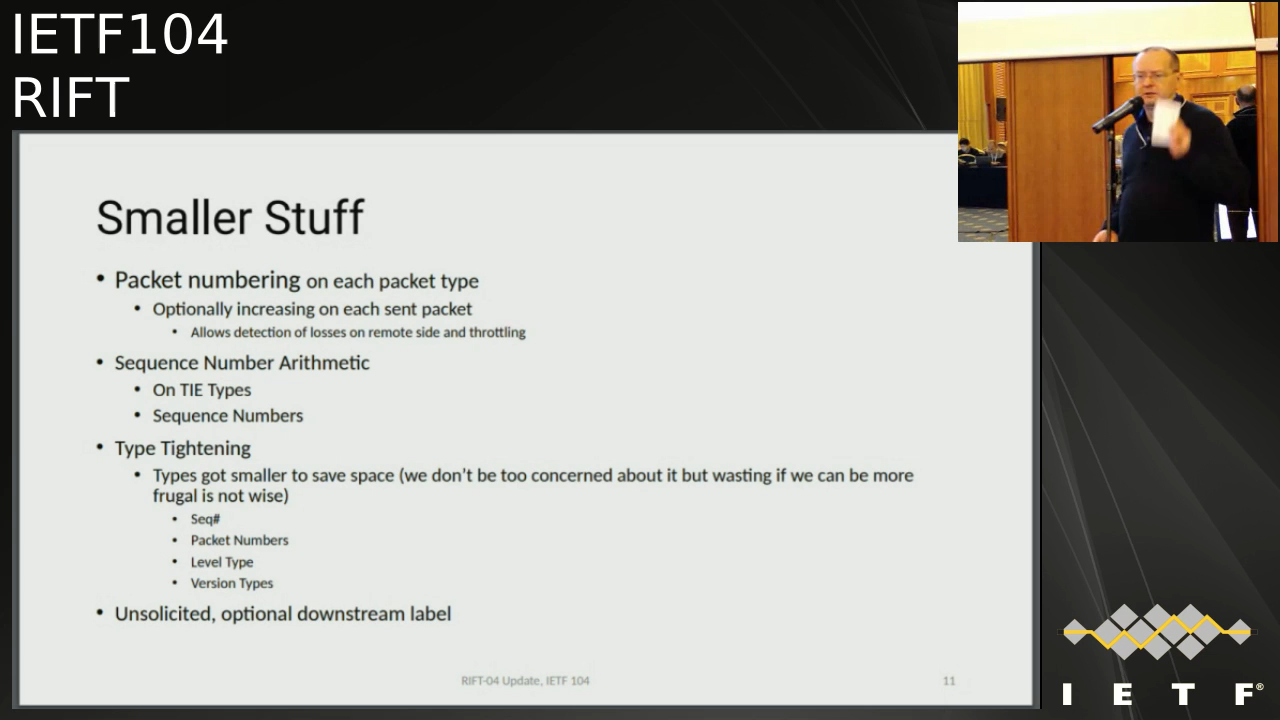 IETF104
RIFT
Smaller Stuff
• Packet numbering on each packet type
• Optionally increasing on each sent packet
• Allows detection of losses on remote side and throttling
• Sequence Number Arithmetic
• On TIE Types
• Sequence Numbers
• Type Tightening
• Types got smaller to save space (we don't be too concerned about it but wasting if we can be more
frugal is not wise)
• Seq#
• Packet Numbers
• Level Type
• Version Types
• Unsolicited, optional downstream label
RIFT-04 Update, IETF 104
11
I E T F®